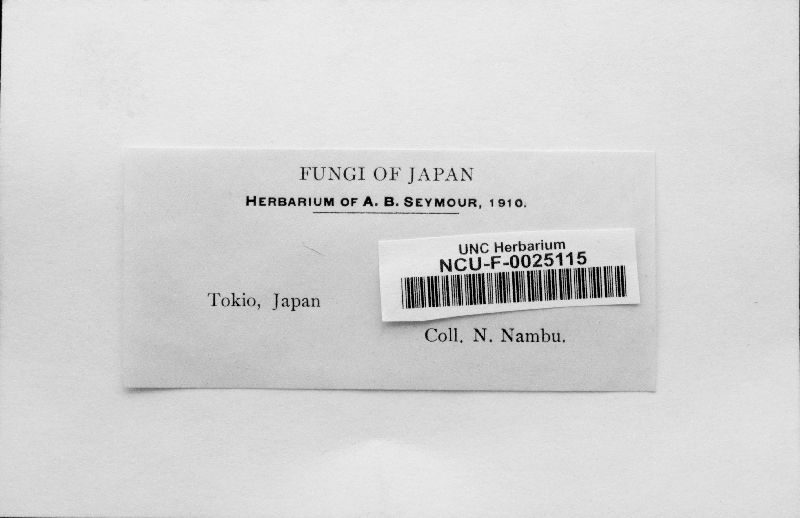 FUNGI OF JAPAN
HERBARIUM OF A. B. SEYMOUR, 1910.
UNC Herbarium
NCU-F-0025115
Tokio, Japan
Coll. N. Nambu.